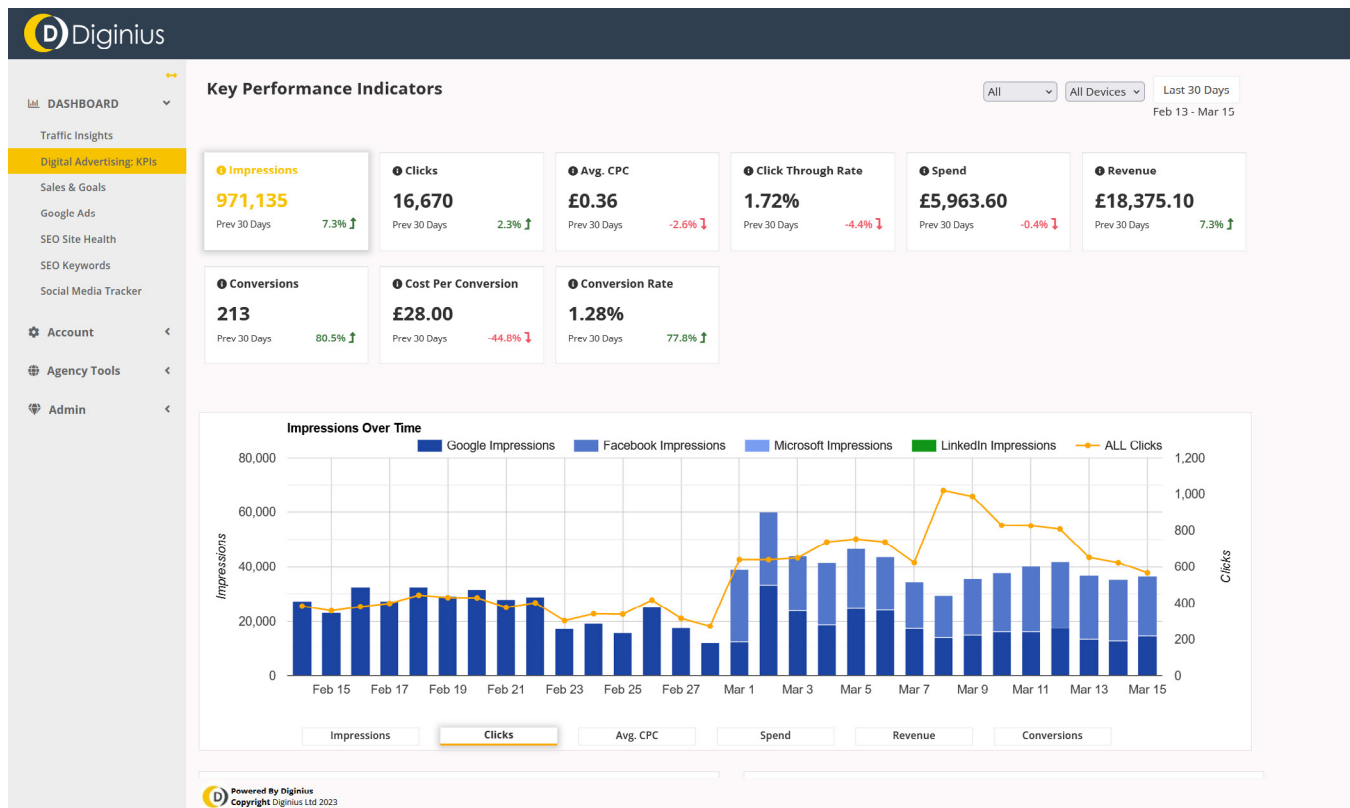 D Diginius
DASHBOARD
Traffic Insights
Digital Advertising: KPIs
Sales & Goals
Google Ads
SEO Site Health
SEO Keywords
Social Media Tracker
Account
Agency Tools
Admin
Key Performance Indicators
All
All Devices
Last 30 Days
Feb 13 - Mar 15
Impressions
971,135
Prev 30 Days 7.3%
Clicks
16,670
Prev 30 Days 2.3%
Avg. CPC
£0.36
Prev 30 Days -2.6%
Click Through Rate
1.72%
Prev 30 Days -4.4%
Spend
£5,963.60
Prev 30 Days -0.4%
Revenue
£18,375.10
Prev 30 Days 7.3%
Conversions
213
Prev 30 Days 80.5%
Cost Per Conversion
£28.00
Prev 30 Days -44.8%
Conversion Rate
1.28%
Prev 30 Days 77.8%
Impressions Over Time
Google Impressions Facebook Impressions Microsoft Impressions LinkedIn Impressions ALL Clicks
80,000
60,000
40,000
20,000
0
Impressions
1,200
1,000
800
600
400
200
0
Clicks
Feb 15 Feb 17 Feb 19 Feb 21 Feb 23 Feb 25 Feb 27 Mar 1 Mar 3 Mar 5 Mar 7 Mar 9 Mar 11 Mar 13 Mar 15
Impressions Clicks Avg. CPC Spend Revenue Conversions
D
Powered By Diginius
Copyright Diginius Ltd 2023